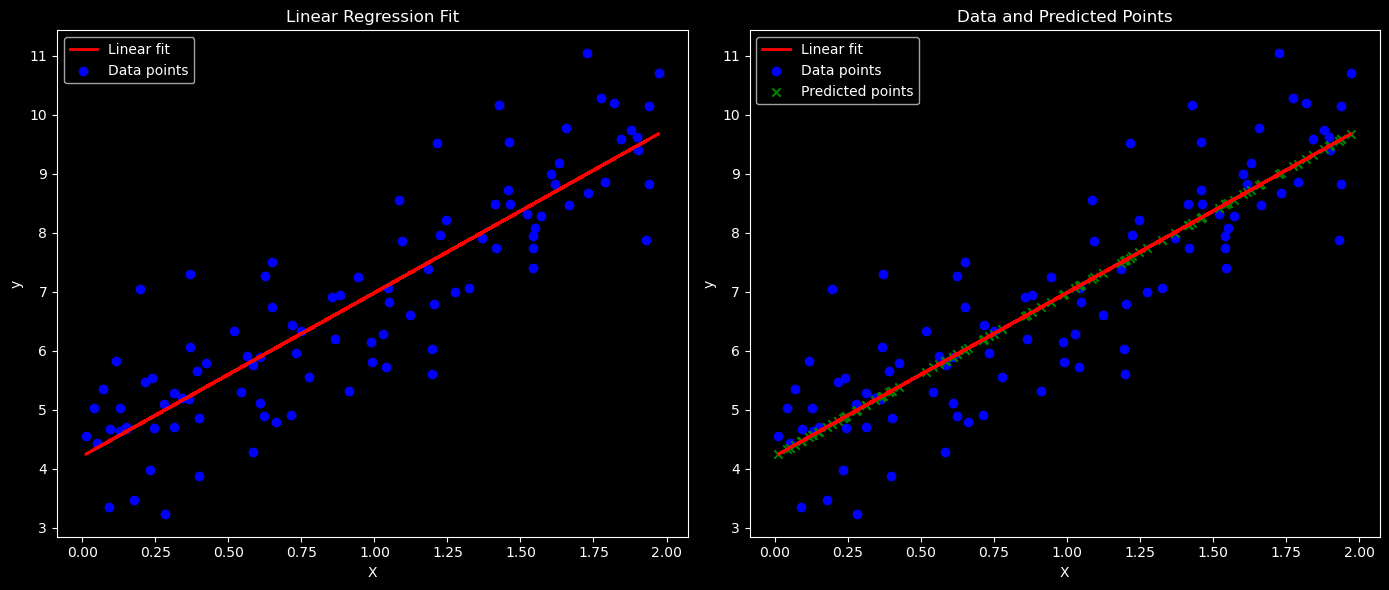 Linear Regression Fit
Linear fit
Data points
11
10
9
8
7
6
5
4
3
y
0.00 0.25 0.50 0.75 1.00 1.25 1.50 1.75 2.00
X
Data and Predicted Points
Linear fit
Data points
Predicted points
11
10
9
8
7
6
5
4
3
y
0.00 0.25 0.50 0.75 1.00 1.25 1.50 1.75 2.00
X